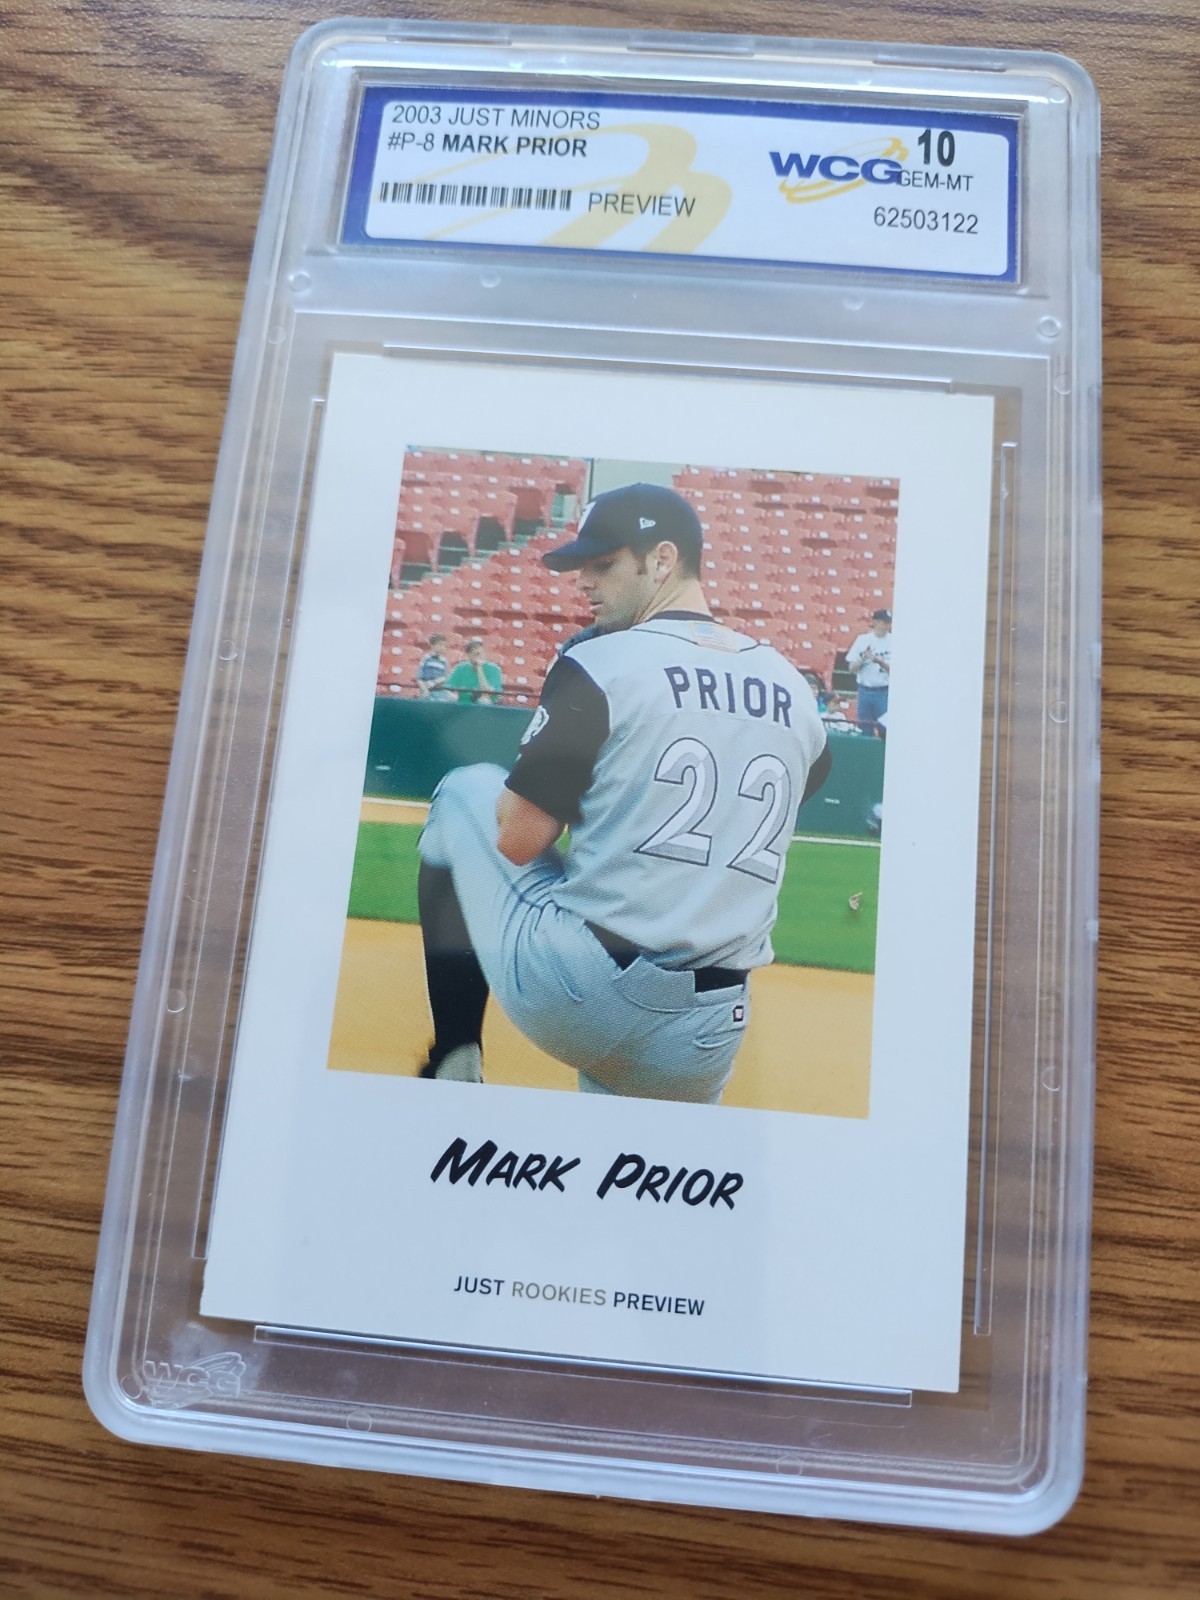 2003 JUST MINORS
#P-8 MARK PRIOR
PREVIEW
WCG
10
GEM-MT
62503122
PRIOR
22
MARK PRIOR
JUST ROOKIES PREVIEW
WCG